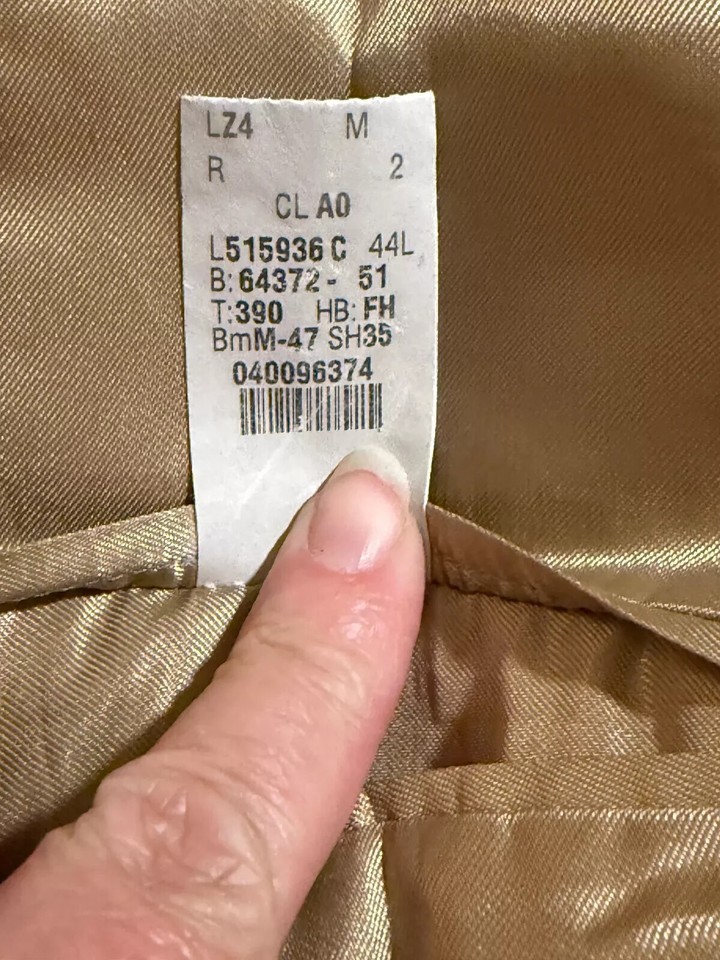 LZ4 M
R 2
CL A0
L515936 C 44L
B: 64372 - 51
T:390 HB: FH
BmM-47 SH35
040096374